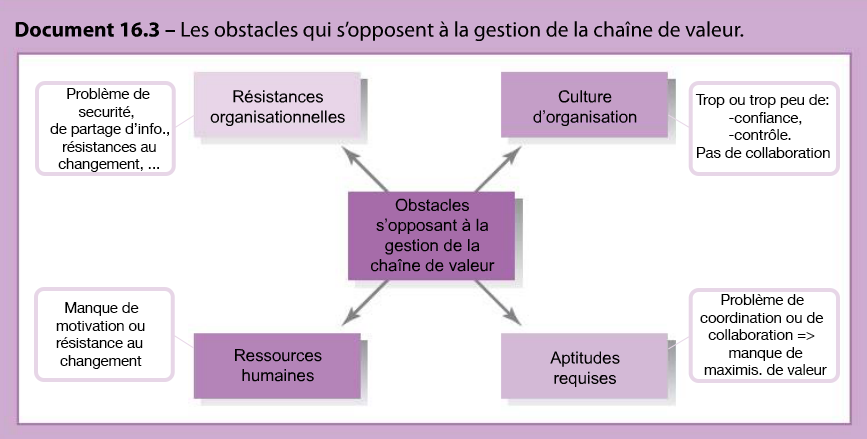 Document 16.3 – Les obstacles qui s’opposent à la gestion de la chaîne de valeur.
Problème de
securité,
de partage d’info.,
résistances au
changement, ...
Résistances
organisationnelles
Culture
d’organisation
Trop ou trop peu de:
-confiance,
-contrôle.
Pas de collaboration
Obstacles
s’opposant à la
gestion de la
chaîne de valeur
Manque de
motivation ou
résistance au
changement
Ressources
humaines
Aptitudes
requises
Problème de
coordination ou de
collaboration =>
manque de
maximis. de valeur